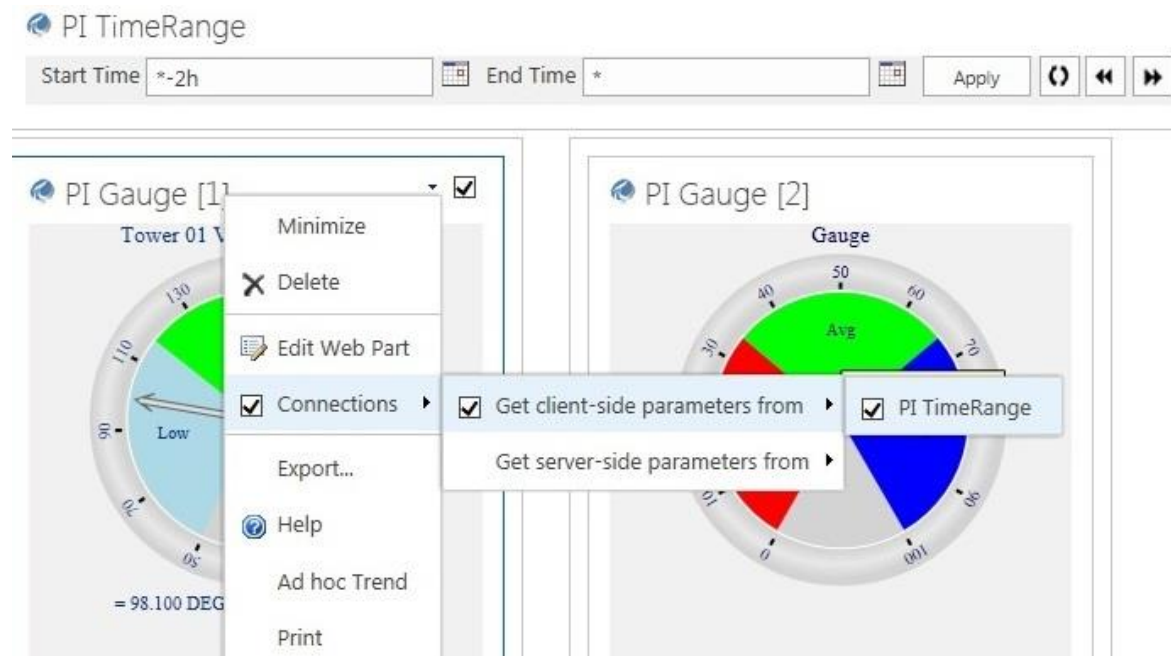 PI TimeRange
Start Time *-2h End Time * Apply
PI Gauge [1]
Tower 01 V
130
110
90
Low
70
50
= 98.100 DEG
Minimize
Delete
Edit Web Part
Connections
Export...
Help
Ad hoc Trend
Print
Get client-side parameters from
Get server-side parameters from
PI TimeRange
PI Gauge [2]
Gauge
50
40
60
Avg
30
70
10
90
0
100